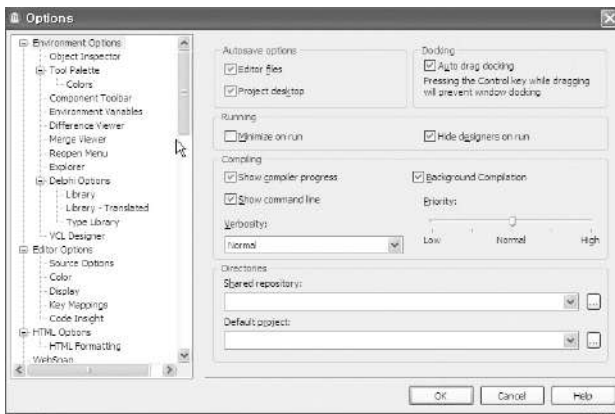 Options
Environment Options
Object Inspector
Tool Palette
Colors
Component Toolbar
Environment Variables
Difference Viewer
Merge Viewer
Reopen Menu
Explorer
Delphi Options
Library
Library - Translated
Type Library
VCL Designer
Editor Options
Source Options
Color
Display
Key Mappings
Code Insight
HTML Options
HTML Formatting
WebSnap
Autosave options
Editor files
Project desktop
Docking
Auto drag docking
Pressing the Control key while dragging
will prevent window docking
Running
Minimize on run
Hide designers on run
Compiling
Show compiler progress
Background Compilation
Show command line
Priority:
Verbosity:
Normal
Low Normal High
Directories
Shared repository:
...
Default project:
...
OK Cancel Help